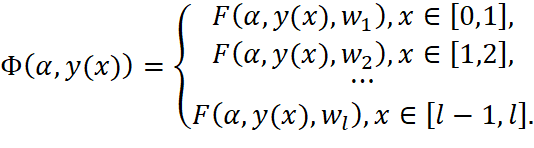 Φ(α, y(x)) = { F(α, y(x), w₁), x ∈ [0,1],
F(α, y(x), w₂), x ∈ [1,2],
⋯
F(α, y(x), wₗ), x ∈ [l − 1, l].